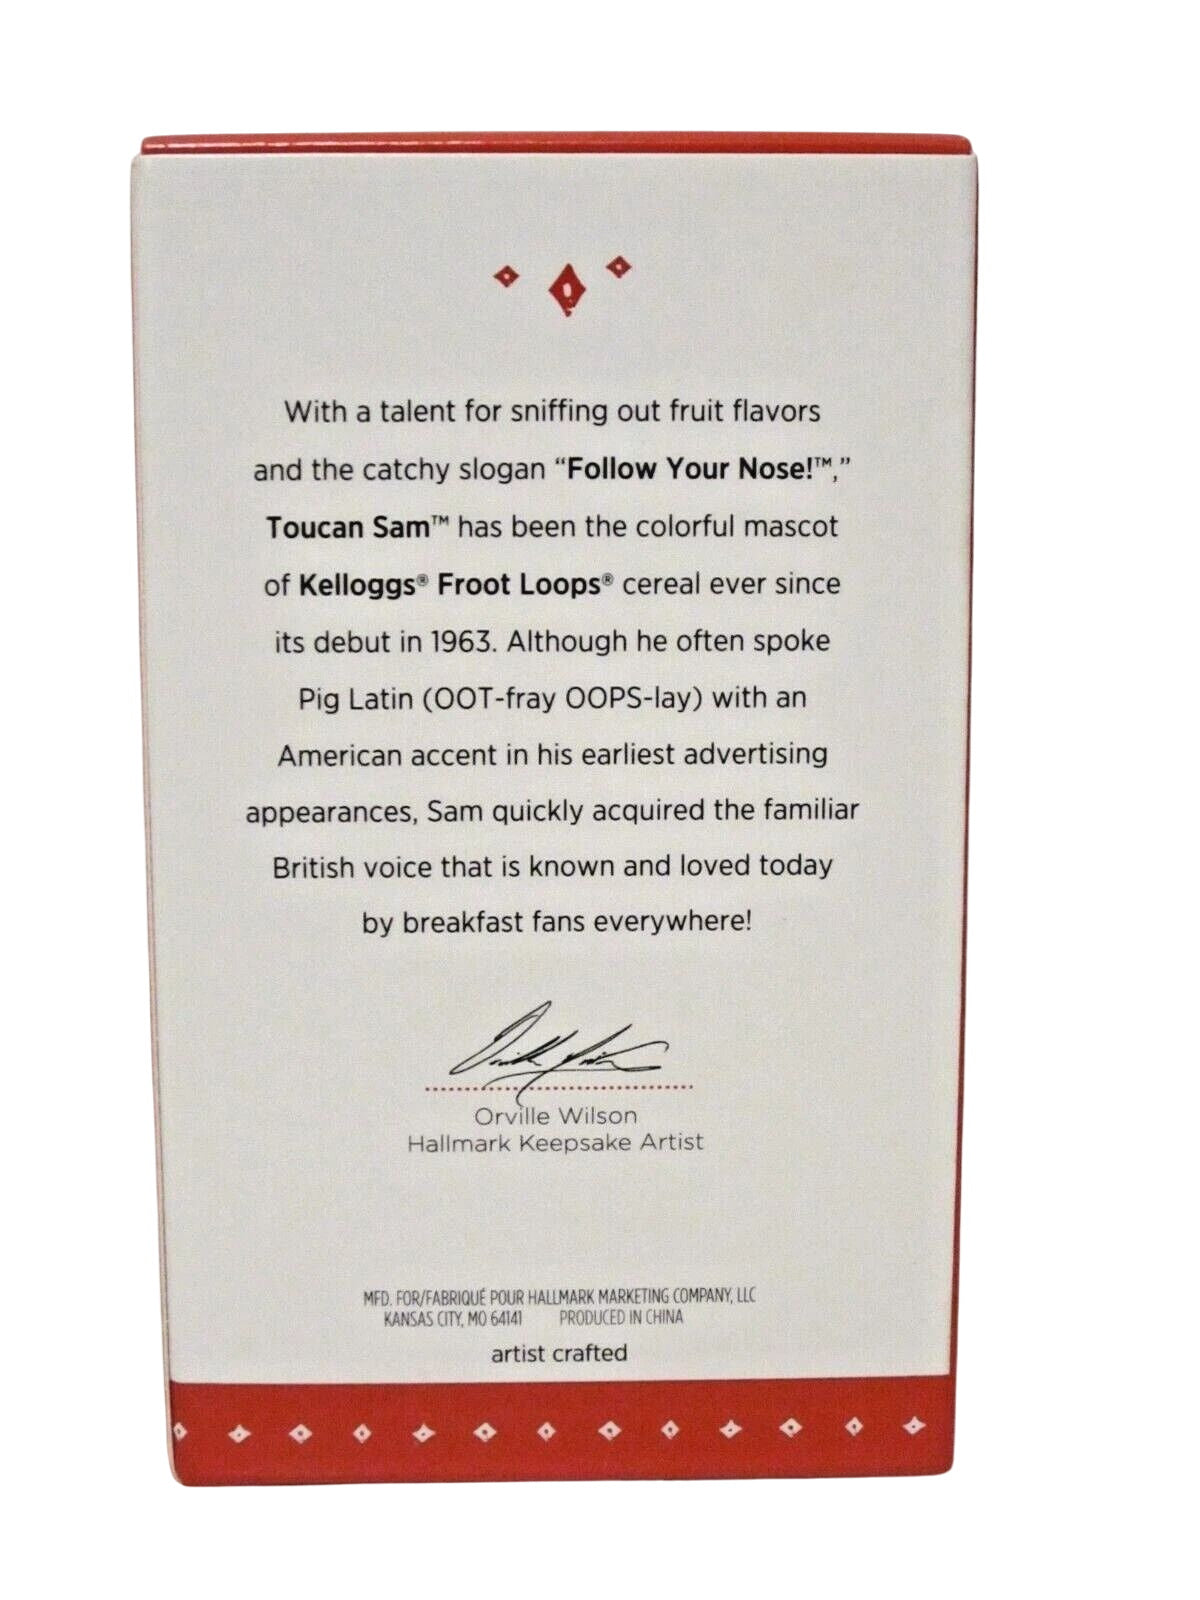 With a talent for sniffing out fruit flavors
and the catchy slogan “Follow Your Nose!™,”
Toucan Sam™ has been the colorful mascot
of Kelloggs® Froot Loops® cereal ever since
its debut in 1963. Although he often spoke
Pig Latin (OOT-fray OOPS-lay) with an
American accent in his earliest advertising
appearances, Sam quickly acquired the familiar
British voice that is known and loved today
by breakfast fans everywhere!
Orville Wilson
Hallmark Keepsake Artist
MFD. FOR/FABRIQUÉ POUR HALLMARK MARKETING COMPANY, LLC
KANSAS CITY, MO 64141 PRODUCED IN CHINA
artist crafted